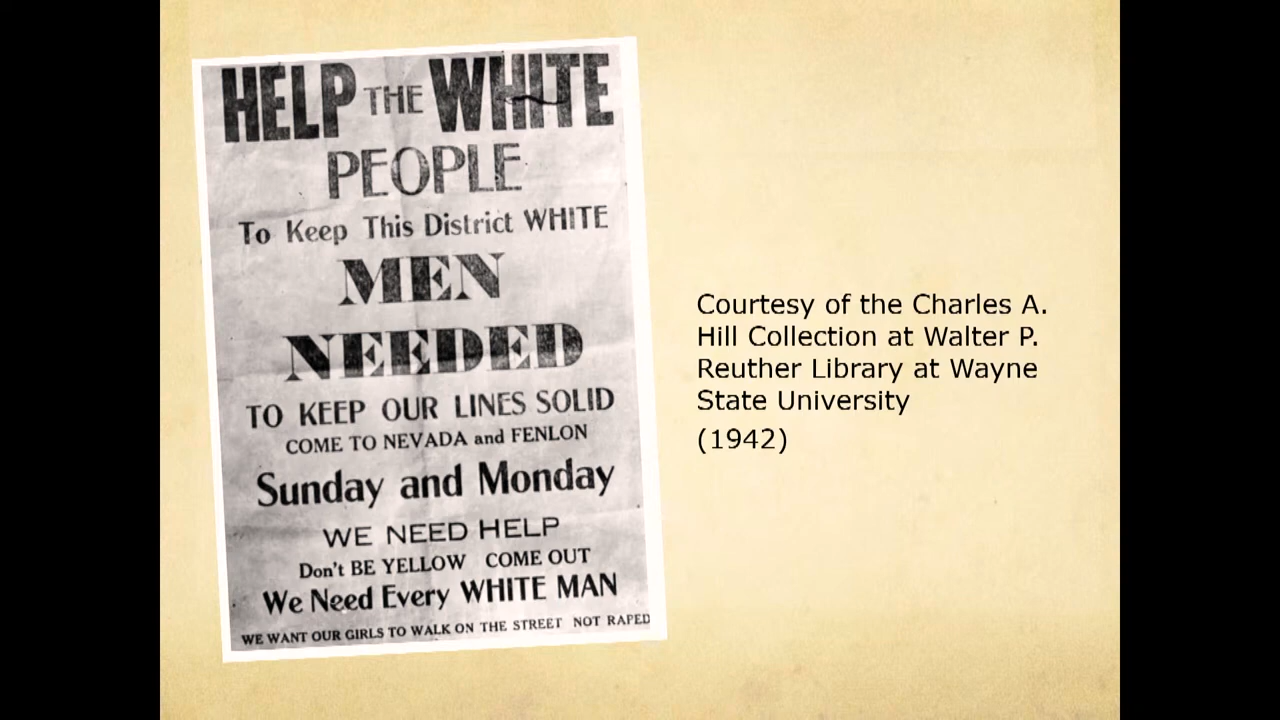 HELP THE WHITE
PEOPLE
To Keep This District WHITE
MEN
NEEDED
TO KEEP OUR LINES SOLID
COME TO NEVADA and FENLON
Sunday and Monday
WE NEED HELP
Don't BE YELLOW COME OUT
We Need Every WHITE MAN
WE WANT OUR GIRLS TO WALK ON THE STREET NOT RAPED
Courtesy of the Charles A.
Hill Collection at Walter P.
Reuther Library at Wayne
State University
(1942)